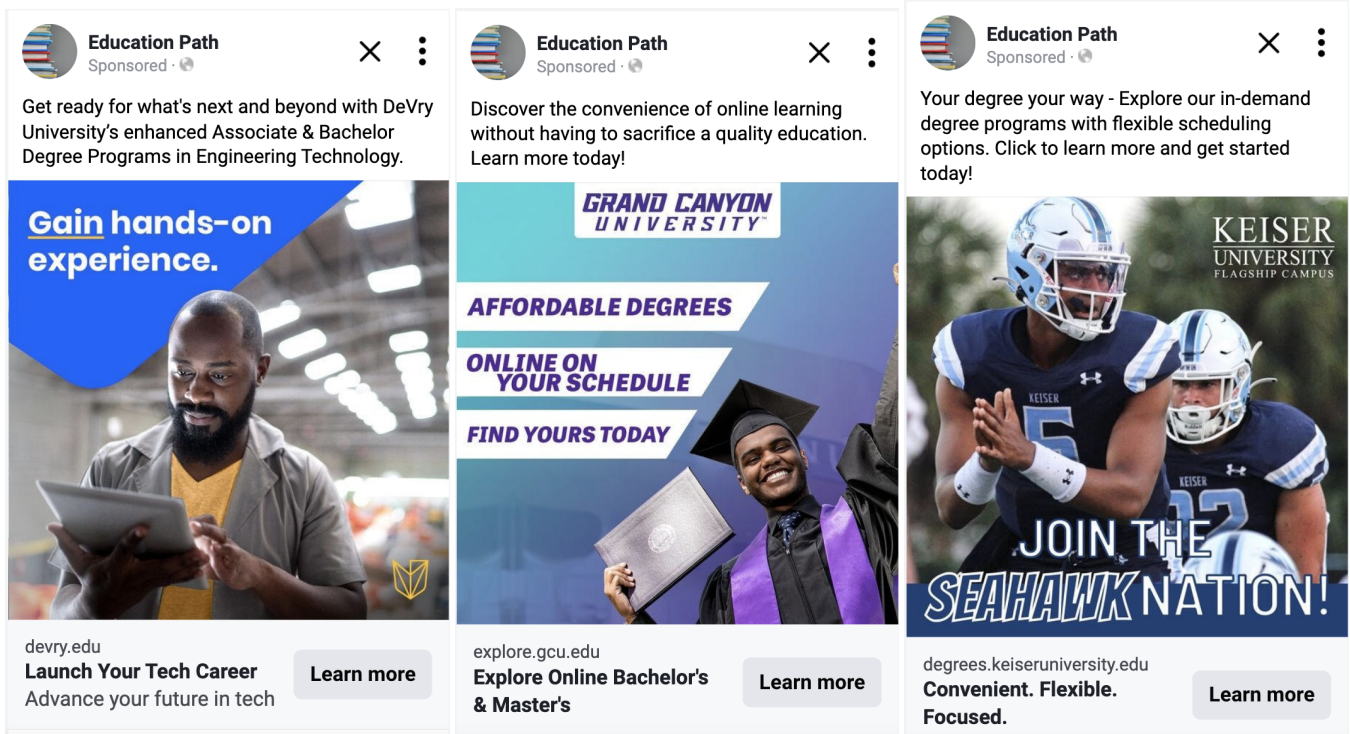 Education Path
Sponsored ·
Get ready for what's next and beyond with DeVry
University’s enhanced Associate & Bachelor
Degree Programs in Engineering Technology.
Gain hands-on
experience.
devry.edu
Launch Your Tech Career
Advance your future in tech
Learn more
Education Path
Sponsored ·
Discover the convenience of online learning
without having to sacrifice a quality education.
Learn more today!
GRAND CANYON
UNIVERSITY™
AFFORDABLE DEGREES
ONLINE ON
YOUR SCHEDULE
FIND YOURS TODAY
explore.gcu.edu
Explore Online Bachelor's
& Master's
Learn more
Education Path
Sponsored ·
Your degree your way - Explore our in-demand
degree programs with flexible scheduling
options. Click to learn more and get started
today!
KEISER
UNIVERSITY
FLAGSHIP CAMPUS
KEISER
5
KEISER
JOIN THE
SEAHAWK NATION!
degrees.keiseruniversity.edu
Convenient. Flexible.
Focused.
Learn more